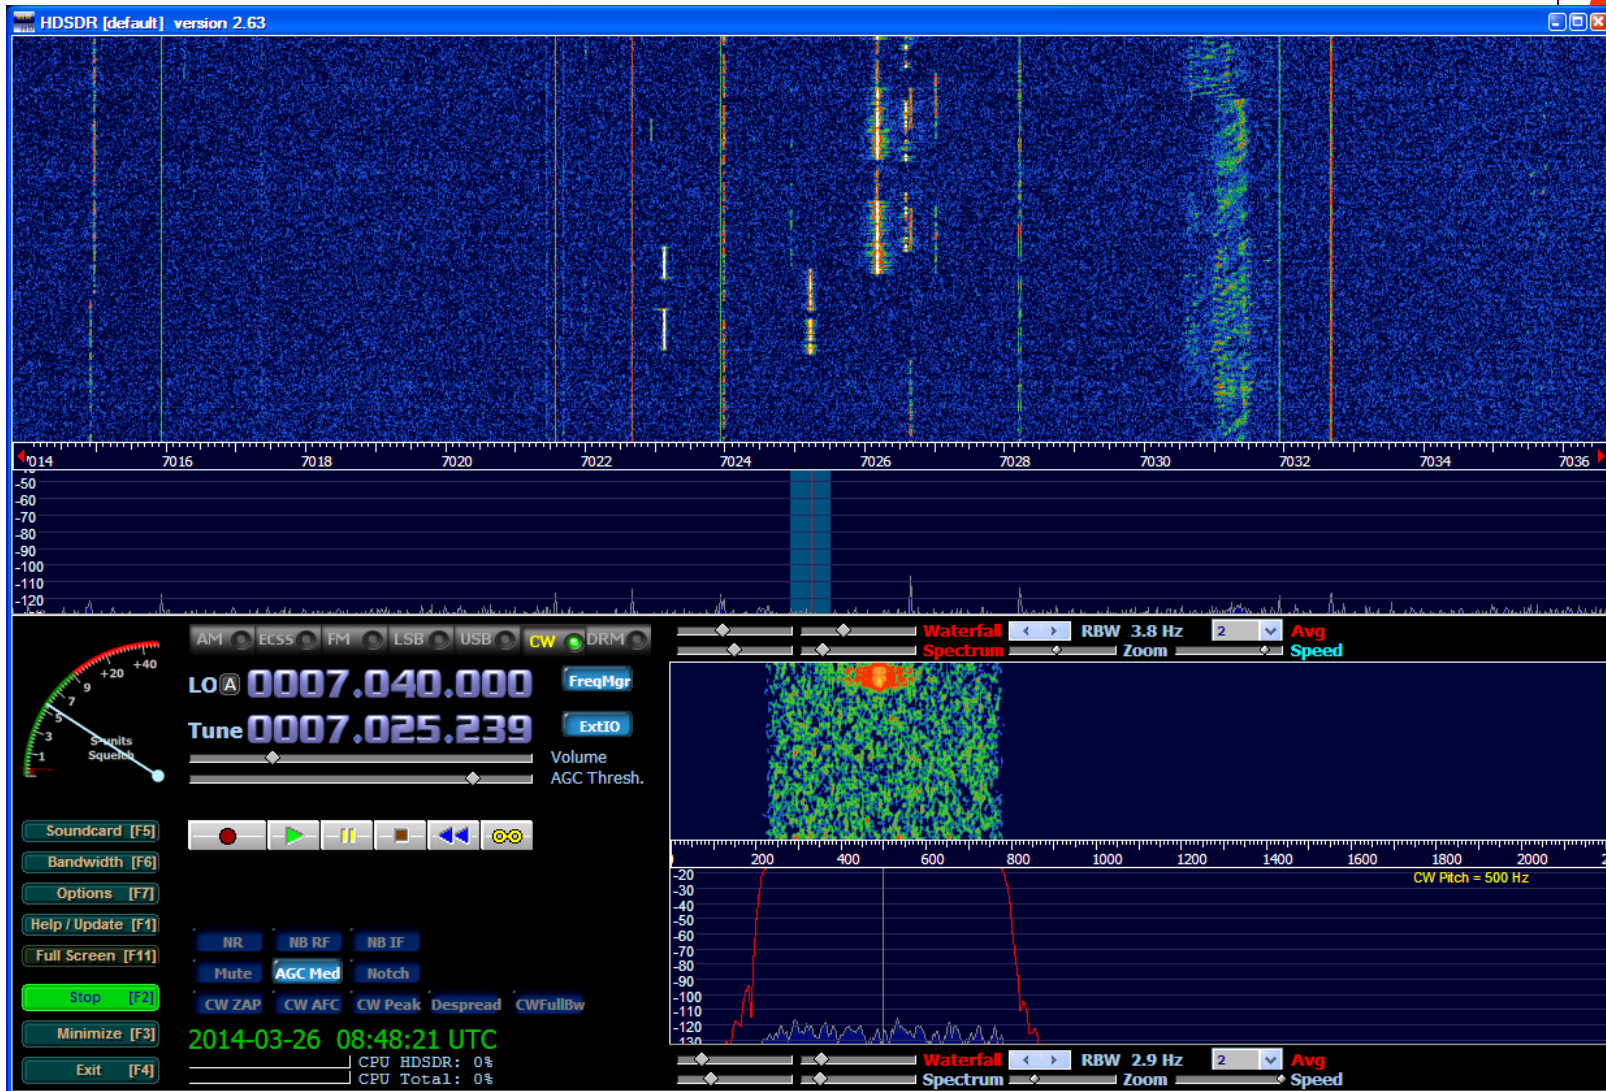 HDSDR [default] version 2.63
7014 7016 7018 7020 7022 7024 7026 7028 7030 7032 7034 7036
-50
-60
-70
-80
-90
-100
-110
-120
AM ECSS FM LSB USB CW DRM
LO A 0007.040.000 FreqMgr
Tune 0007.025.239 ExtIO
Volume
AGC Thresh.
1 3 5 7 9 +20 +40
S-units
Squelch
Waterfall RBW 3.8 Hz 2 Avg
Spectrum Zoom Speed
Soundcard [F5]
Bandwidth [F6]
Options [F7]
Help / Update [F1]
Full Screen [F11]
Stop [F2]
Minimize [F3]
Exit [F4]
NR NB RF NB IF
Mute AGC Med Notch
CW ZAP CW AFC CW Peak Despread CWFullBw
2014-03-26 08:48:21 UTC
CPU HDSDR: 0%
CPU Total: 0%
200 400 600 800 1000 1200 1400 1600 1800 2000
CW Pitch = 500 Hz
-20
-30
-40
-50
-60
-70
-80
-90
-100
-110
-120
-130
Waterfall RBW 2.9 Hz 2 Avg
Spectrum Zoom Speed